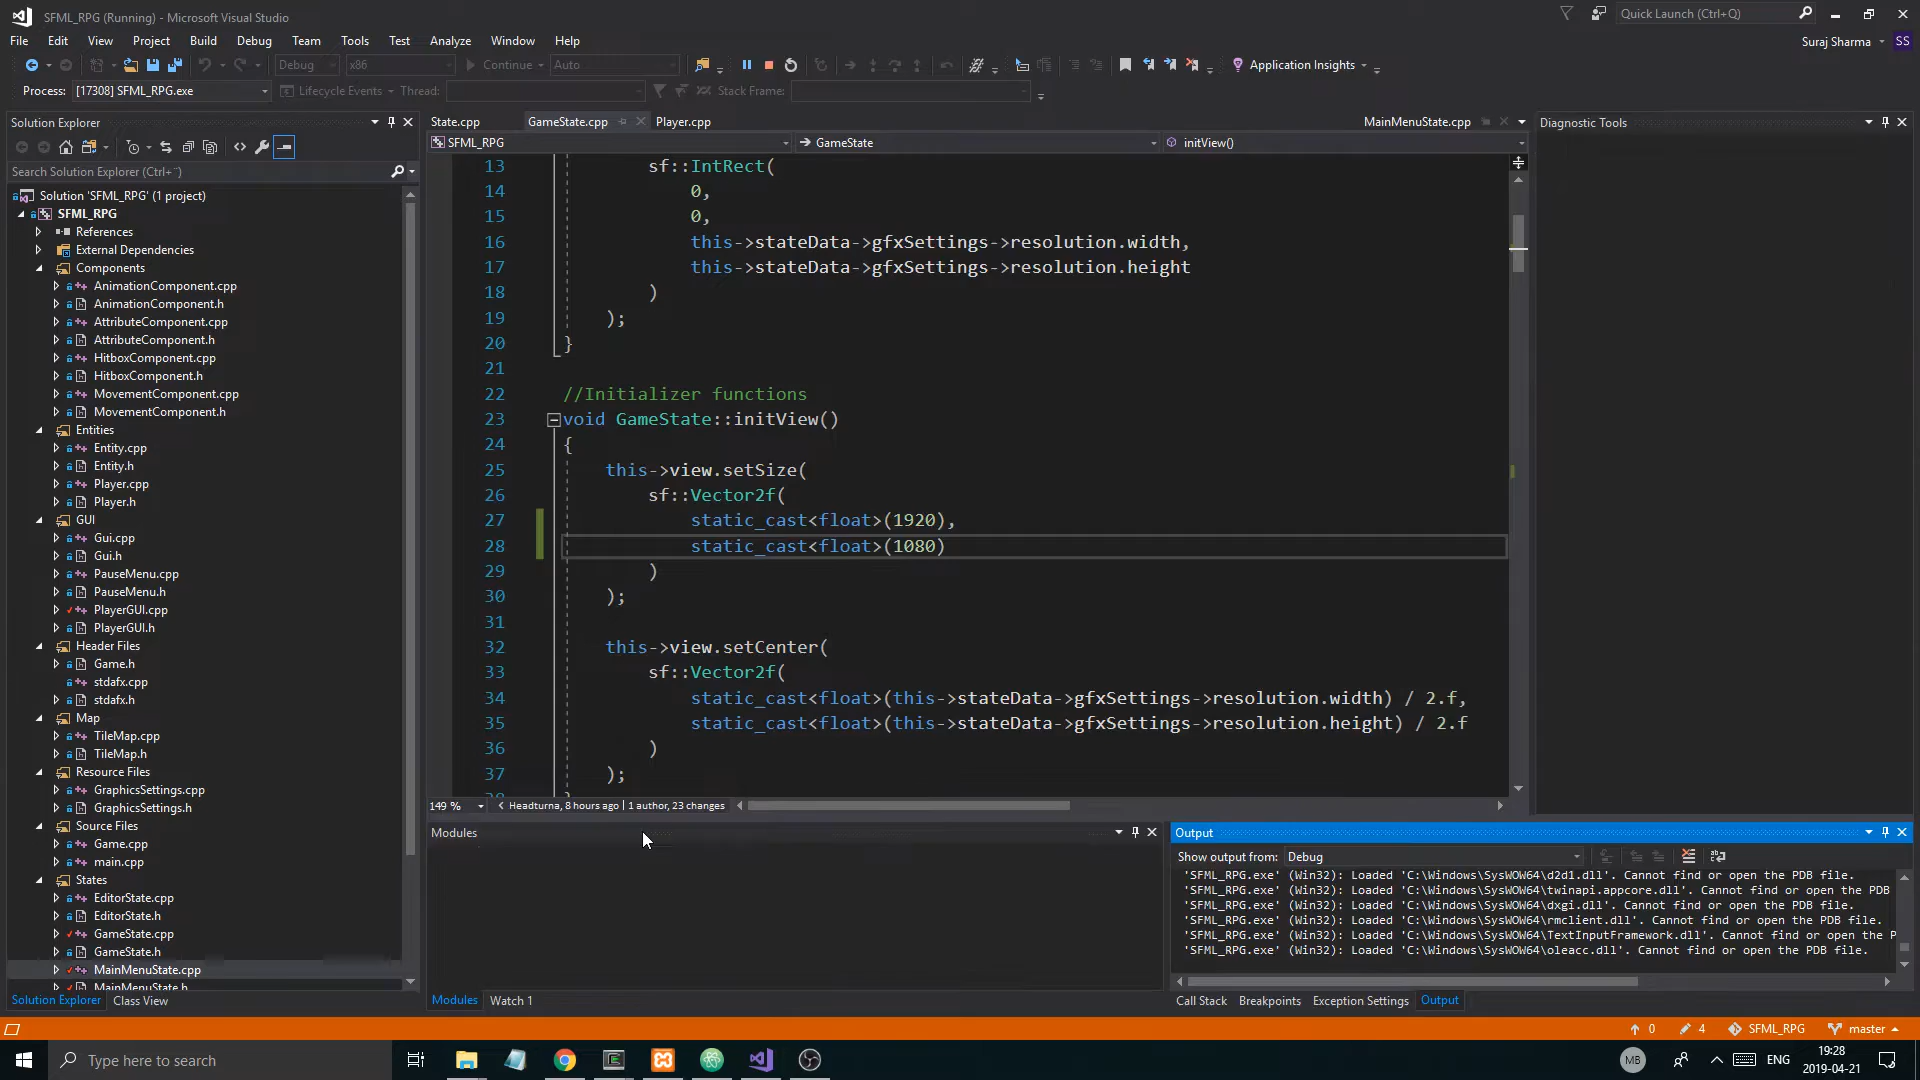 SFML_RPG (Running) - Microsoft Visual Studio
Quick Launch (Ctrl+Q)
File Edit View Project Build Debug Team Tools Test Analyze Window Help
Suraj Sharma SS
Debug x86 Continue Auto Application Insights
Process: [17308] SFML_RPG.exe Lifecycle Events Thread: Stack Frame:
Solution Explorer
Search Solution Explorer (Ctrl+¨)
Solution 'SFML_RPG' (1 project)
SFML_RPG
References
External Dependencies
Components
AnimationComponent.cpp
AnimationComponent.h
AttributeComponent.cpp
AttributeComponent.h
HitboxComponent.cpp
HitboxComponent.h
MovementComponent.cpp
MovementComponent.h
Entities
Entity.cpp
Entity.h
Player.cpp
Player.h
GUI
Gui.cpp
Gui.h
PauseMenu.cpp
PauseMenu.h
PlayerGUI.cpp
PlayerGUI.h
Header Files
Game.h
stdafx.cpp
stdafx.h
Map
TileMap.cpp
TileMap.h
Resource Files
GraphicsSettings.cpp
GraphicsSettings.h
Source Files
Game.cpp
main.cpp
States
EditorState.cpp
EditorState.h
GameState.cpp
GameState.h
MainMenuState.cpp
MainMenuState.h
Solution Explorer Class View
State.cpp GameState.cpp Player.cpp MainMenuState.cpp
SFML_RPG GameState initView()
13 sf::IntRect(
14 0,
15 0,
16 this->stateData->gfxSettings->resolution.width,
17 this->stateData->gfxSettings->resolution.height
18 )
19 );
20 }
21
22 //Initializer functions
23 void GameState::initView()
24 {
25 this->view.setSize(
26 sf::Vector2f(
27 static_cast<float>(1920),
28 static_cast<float>(1080)
29 )
30 );
31
32 this->view.setCenter(
33 sf::Vector2f(
34 static_cast<float>(this->stateData->gfxSettings->resolution.width) / 2.f,
35 static_cast<float>(this->stateData->gfxSettings->resolution.height) / 2.f
36 )
37 );
149 % Headturna, 8 hours ago | 1 author, 23 changes
Modules
Modules Watch 1
Diagnostic Tools
Output
Show output from: Debug
'SFML_RPG.exe' (Win32): Loaded 'C:\Windows\SysWOW64\d2d1.dll'. Cannot find or open the PDB file.
'SFML_RPG.exe' (Win32): Loaded 'C:\Windows\SysWOW64\twinapi.appcore.dll'. Cannot find or open the PDB
'SFML_RPG.exe' (Win32): Loaded 'C:\Windows\SysWOW64\dxgi.dll'. Cannot find or open the PDB file.
'SFML_RPG.exe' (Win32): Loaded 'C:\Windows\SysWOW64\rmclient.dll'. Cannot find or open the PDB file.
'SFML_RPG.exe' (Win32): Loaded 'C:\Windows\SysWOW64\TextInputFramework.dll'. Cannot find or open the P
'SFML_RPG.exe' (Win32): Loaded 'C:\Windows\SysWOW64\oleacc.dll'. Cannot find or open the PDB file.
Call Stack Breakpoints Exception Settings Output
0 4 SFML_RPG master
Type here to search
MB ENG 19:28
2019-04-21